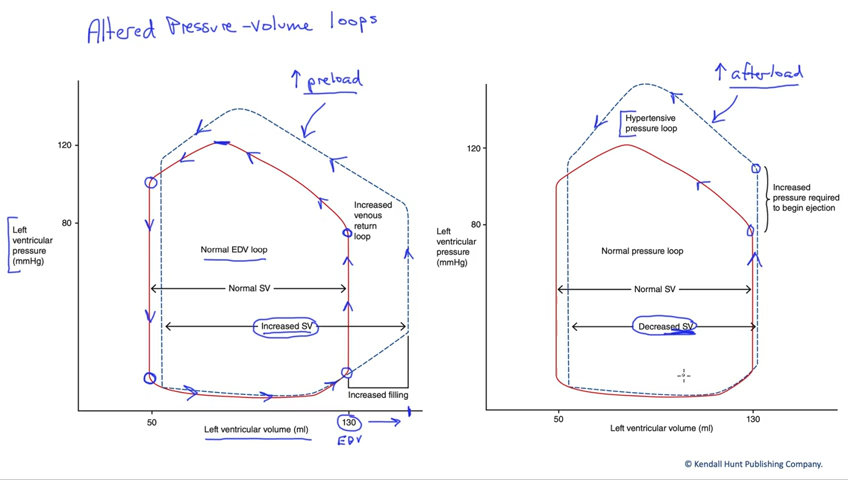 Altered Pressure-Volume loops
↑ preload
120
80
Left
ventricular
pressure
(mmHg)
Increased
venous
return
loop
Normal EDV loop
Normal SV
Increased SV
Increased filling
50
130
Left ventricular volume (ml)
EDV
↑ afterload
Hypertensive
pressure loop
120
80
Left
ventricular
pressure
(mmHg)
Increased
pressure required
to begin ejection
Normal pressure loop
Normal SV
Decreased SV
50
130
Left ventricular volume (ml)
© Kendall Hunt Publishing Company.